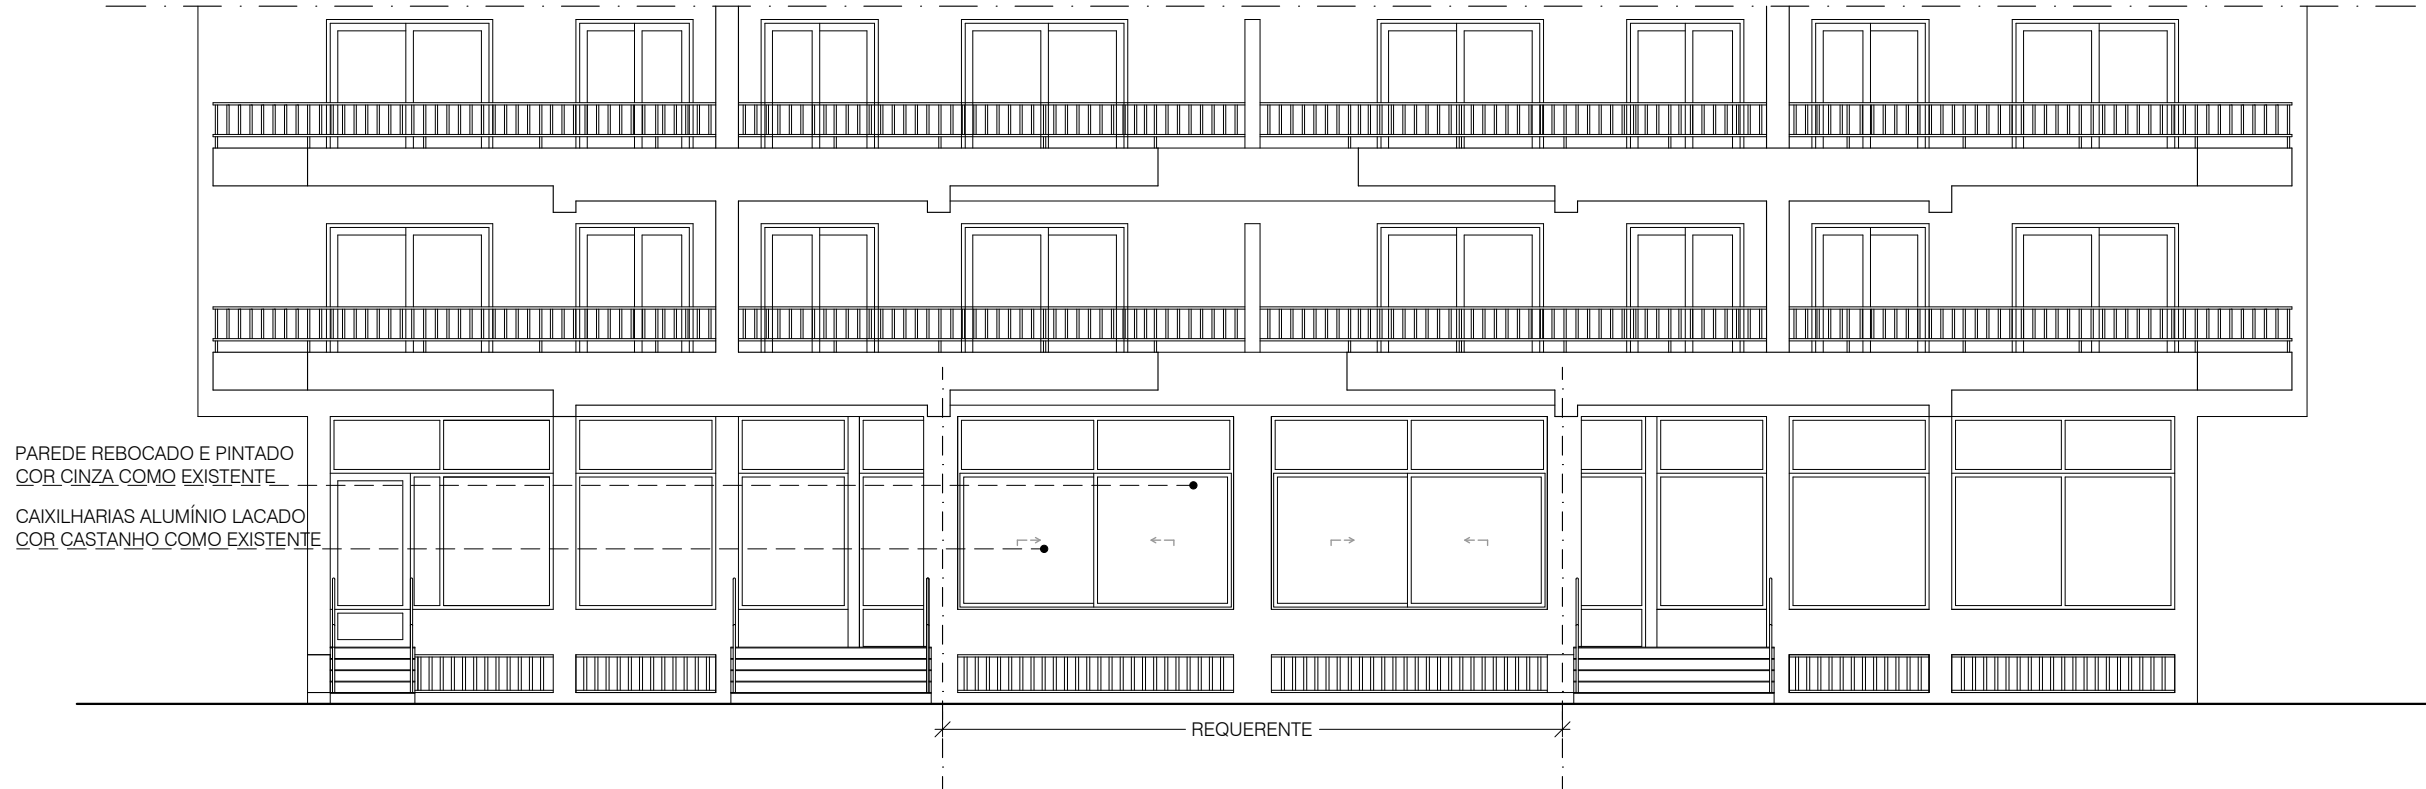 PAREDE REBOCADO E PINTADO
COR CINZA COMO EXISTENTE
CAIXILHARIAS ALUMÍNIO LACADO
COR CASTANHO COMO EXISTENTE
REQUERENTE